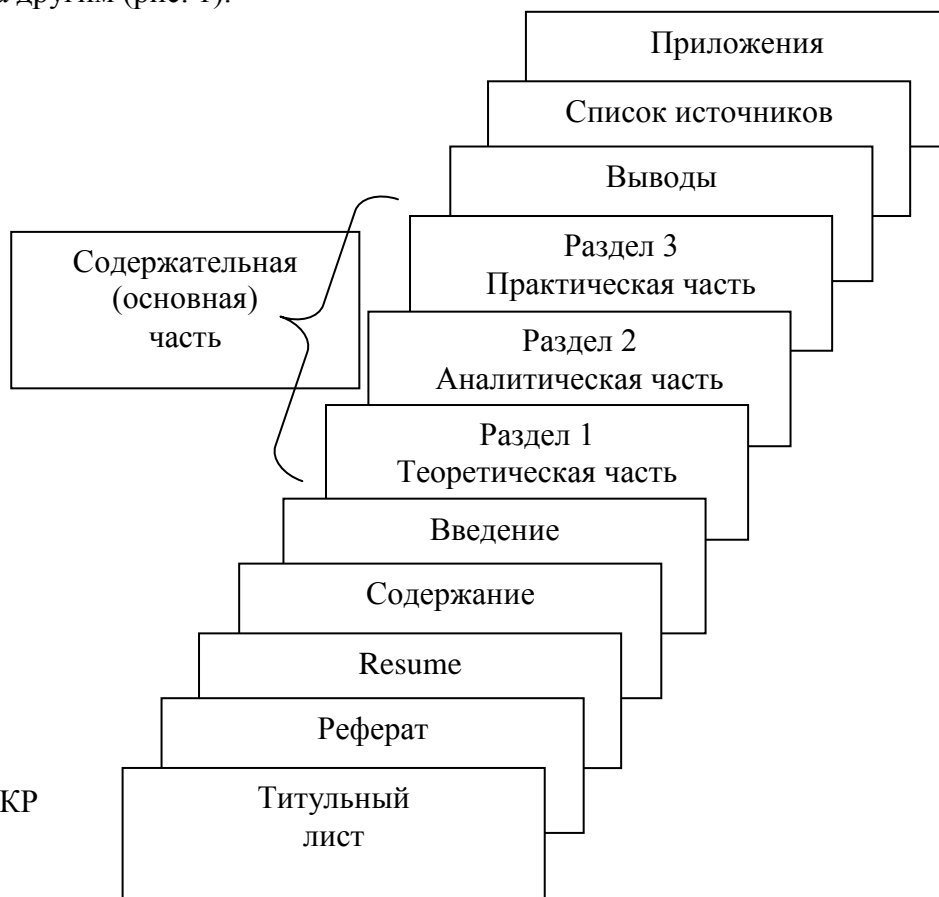 другим (рис. 1).
Приложения
Список источников
Выводы
Раздел 3
Практическая часть
Содержательная
(основная)
часть
Раздел 2
Аналитическая часть
Раздел 1
Теоретическая часть
Введение
Содержание
Resume
Реферат
КР
Титульный
лист